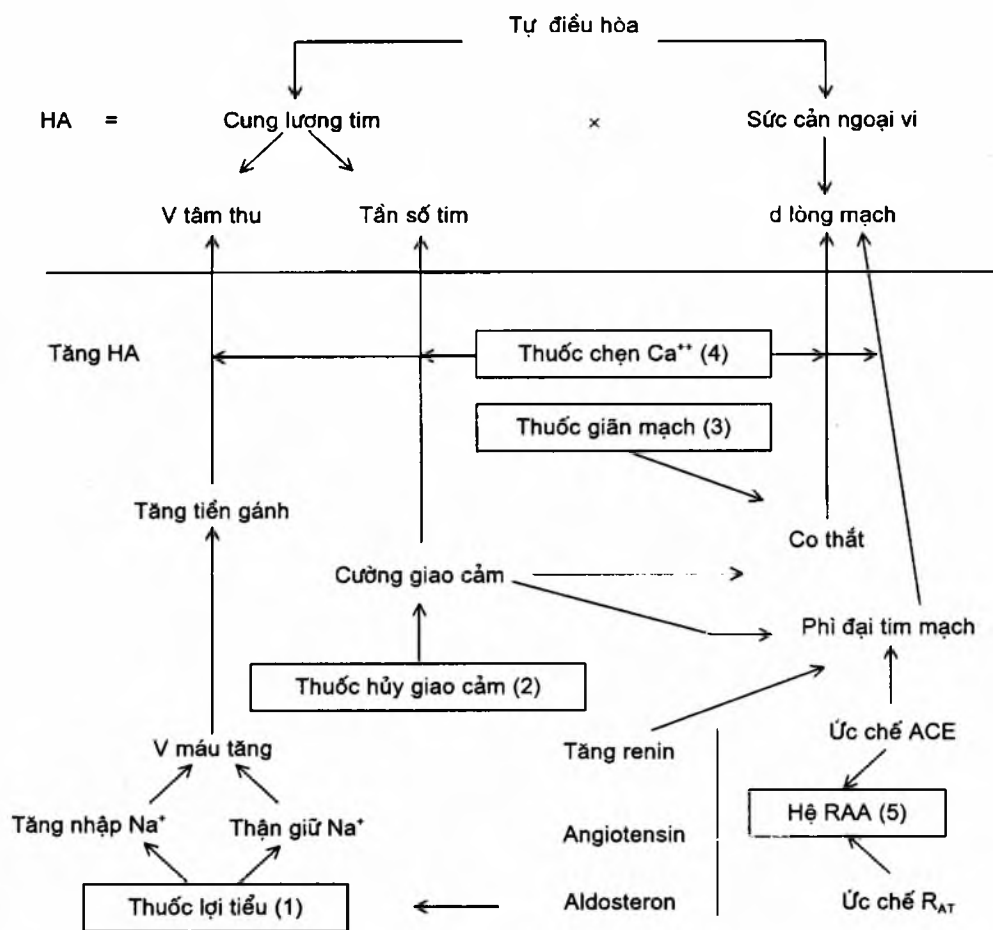 Tự điều hòa
HA = Cung lương tim × Sức cản ngoại vi
V tâm thu Tần số tim d lòng mạch
Tăng HA
Thuốc chẹn Ca⁺⁺ (4)
Thuốc giãn mạch (3)
Tăng tiền gánh
Co thắt
Cường giao cảm
Phì đại tim mạch
Thuốc hủy giao cảm (2)
V máu tăng
Tăng renin
Ức chế ACE
Tăng nhập Na⁺
Thận giữ Na⁺
Angiotensin
Hệ RAA (5)
Thuốc lợi tiểu (1)
Aldosteron
Ức chế R_AT